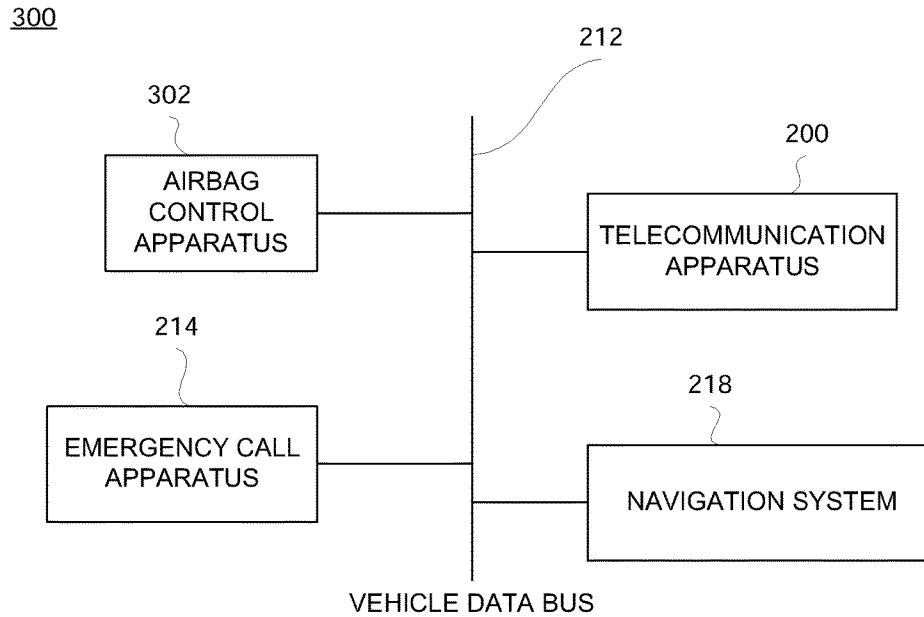 300
212
302
200
AIRBAG
CONTROL
APPARATUS
TELECOMMUNICATION
APPARATUS
214
218
EMERGENCY CALL
APPARATUS
NAVIGATION SYSTEM
VEHICLE DATA BUS